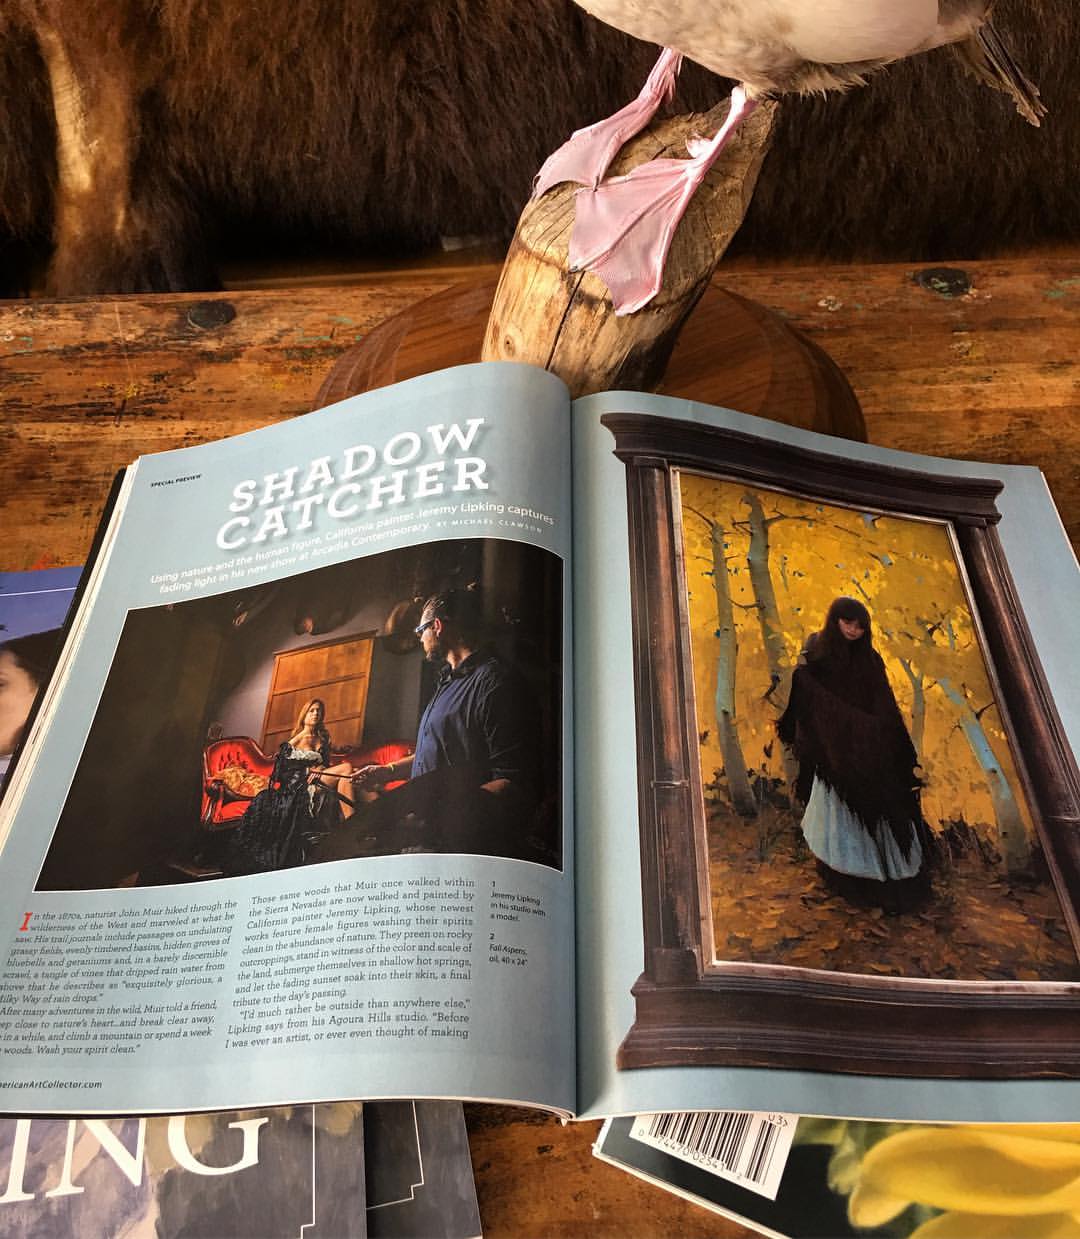 SPECIAL PREVIEW
SHADOW
CATCHER
Using nature and the human figure, California painter Jeremy Lipking captures
fading light in his new show at Arcadia Contemporary. BY MICHAEL CLAWSON
In the 1870s, naturalist John Muir hiked through the
wilderness of the West and marveled at what he
saw. His trail journals include passages on undulating
grassy fields, evenly timbered basins, hidden groves of
bluebells and geraniums and, in a barely discernible
scrawl, a tangle of vines that dripped rain water from
above that he describes as "exquisitely glorious, a
Milky Way of rain drops."
After many adventures in the wild, Muir told a friend,
close to nature's heart...and break clear away,
in a while, and climb a mountain or spend a week
woods. Wash your spirit clean."
Those same woods that Muir once walked within
the Sierra Nevadas are now walked and painted by
California painter Jeremy Lipking, whose newest
works feature female figures washing their spirits
clean in the abundance of nature. They preen on rocky
outcroppings, stand in witness of the color and scale of
the land, submerge themselves in shallow hot springs,
and let the fading sunset soak into their skin, a final
tribute to the day's passing.
"I'd much rather be outside than anywhere else,"
Lipking says from his Agoura Hills studio. "Before
I was ever an artist, or ever even thought of making
1
Jeremy Lipking
in his studio with
a model.
2
Fall Aspens,
oil, 40 x 24"
mericanArtCollector.com
ING
03>
0 74470 02541 2